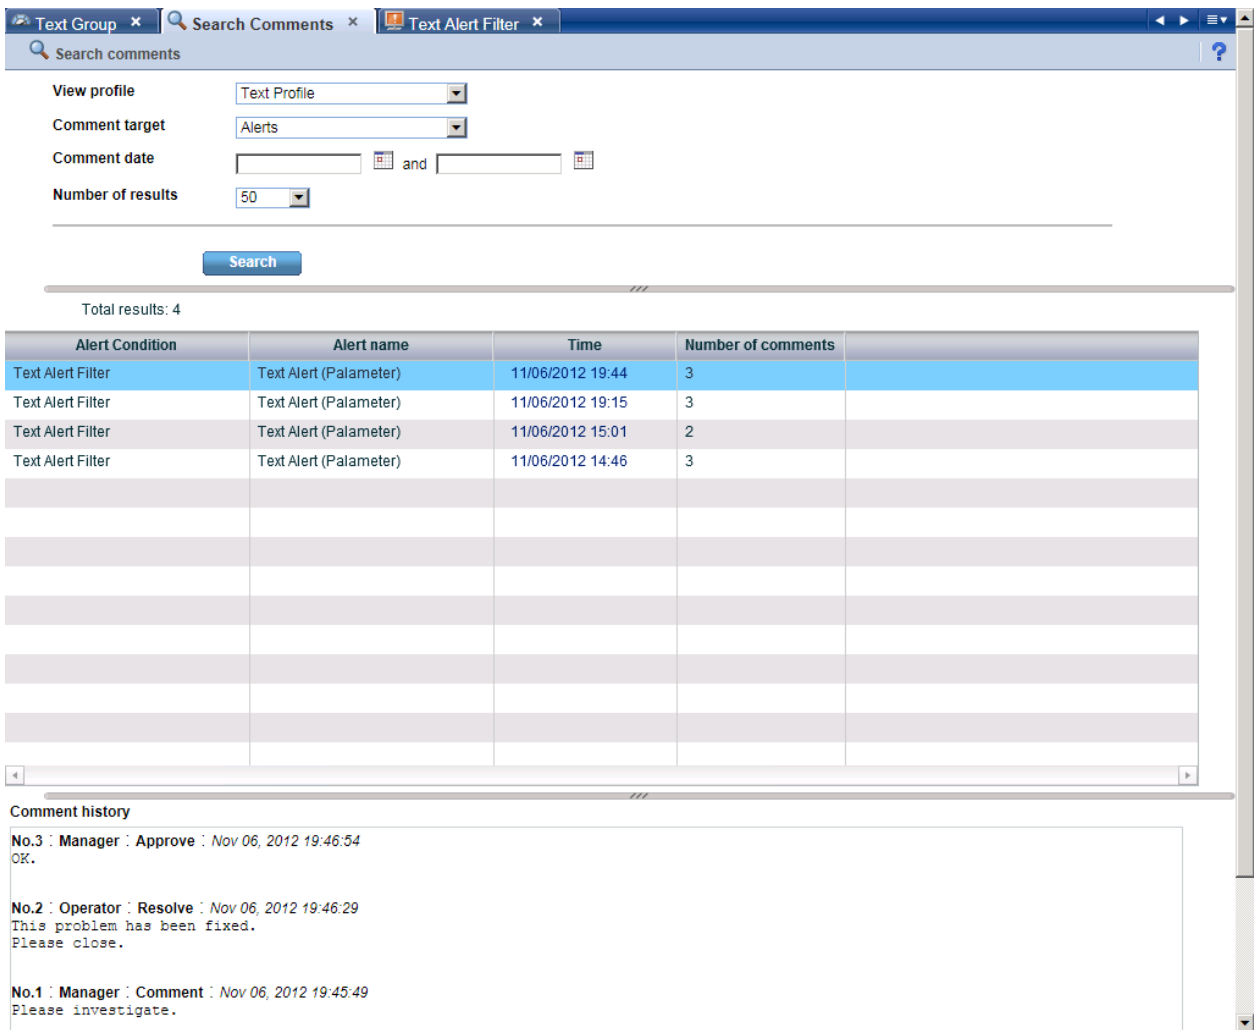 Text Group × Search Comments × Text Alert Filter ×
Search comments ?
View profile Text Profile
Comment target Alerts
Comment date and
Number of results 50
Search
Total results: 4
Alert Condition Alert name Time Number of comments
Text Alert Filter Text Alert (Palameter) 11/06/2012 19:44 3
Text Alert Filter Text Alert (Palameter) 11/06/2012 19:15 3
Text Alert Filter Text Alert (Palameter) 11/06/2012 15:01 2
Text Alert Filter Text Alert (Palameter) 11/06/2012 14:46 3
Comment history
No.3 : Manager : Approve : Nov 06, 2012 19:46:54
OK.
No.2 : Operator : Resolve : Nov 06, 2012 19:46:29
This problem has been fixed.
Please close.
No.1 : Manager : Comment : Nov 06, 2012 19:45:49
Please investigate.